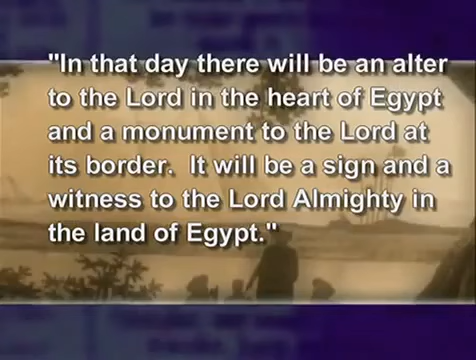 "In that day there will be an alter
to the Lord in the heart of Egypt
and a monument to the Lord at
its border. It will be a sign and a
witness to the Lord Almighty in
the land of Egypt."